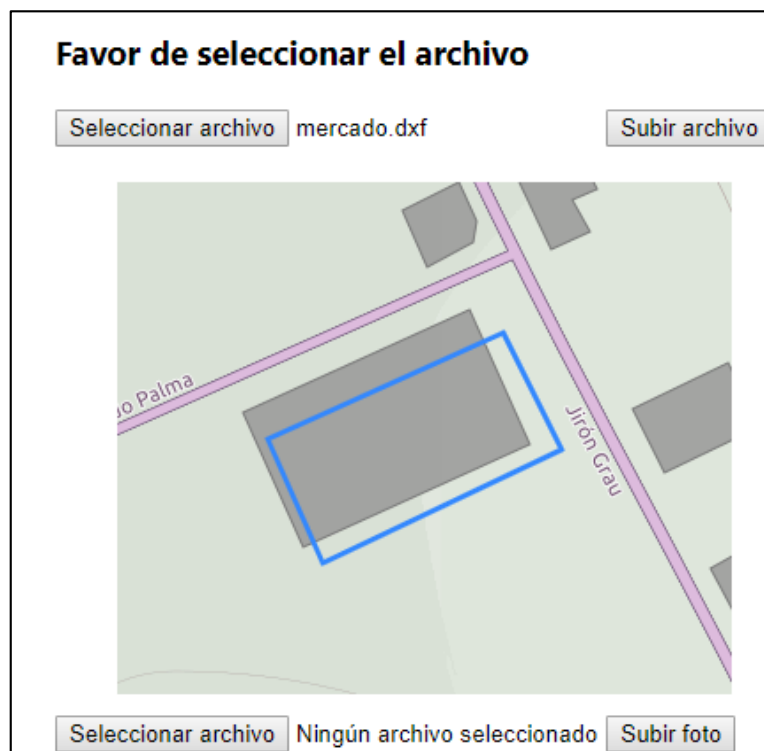 Favor de seleccionar el archivo
Seleccionar archivo mercado.dxf Subir archivo
Palma
Jirón Grau
Seleccionar archivo Ningún archivo seleccionado Subir foto